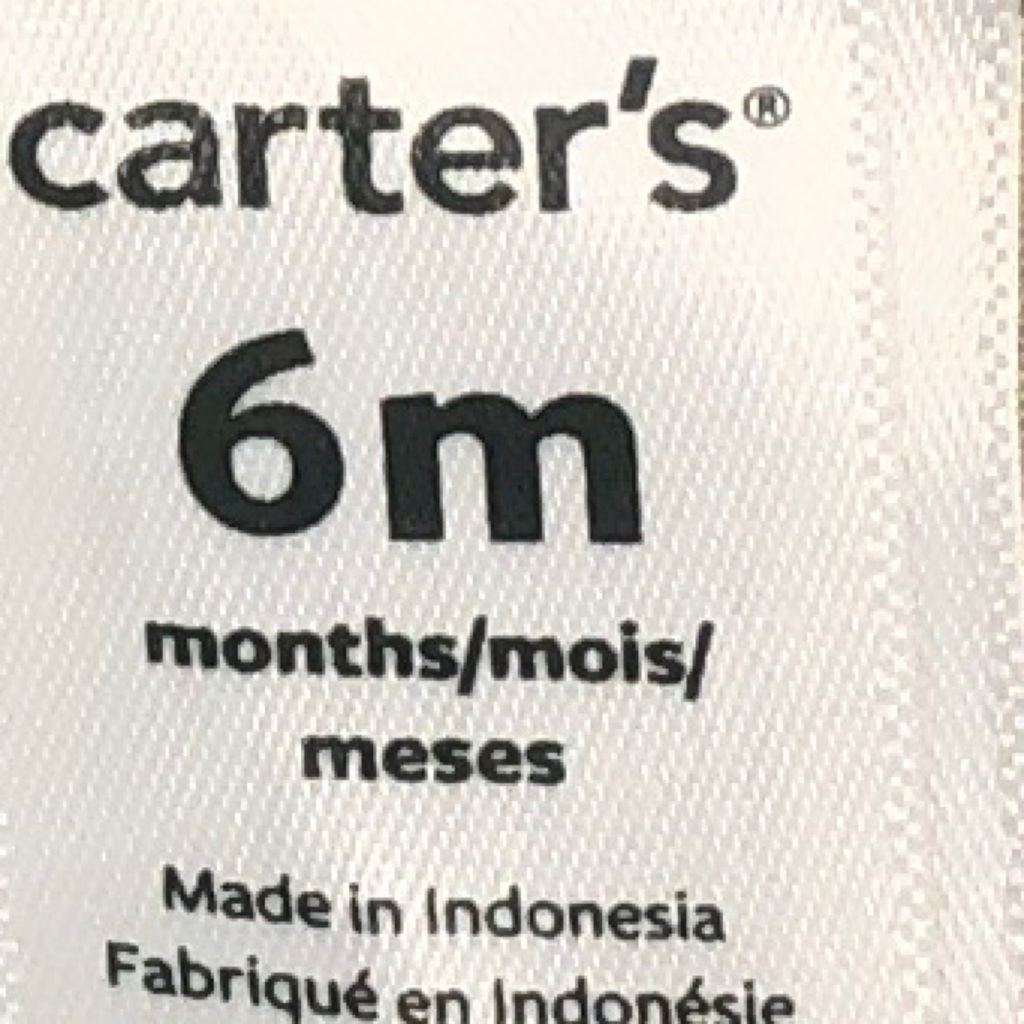 carter's®
6m
months/mois/
meses
Made in Indonesia
Fabriqué en Indonésie